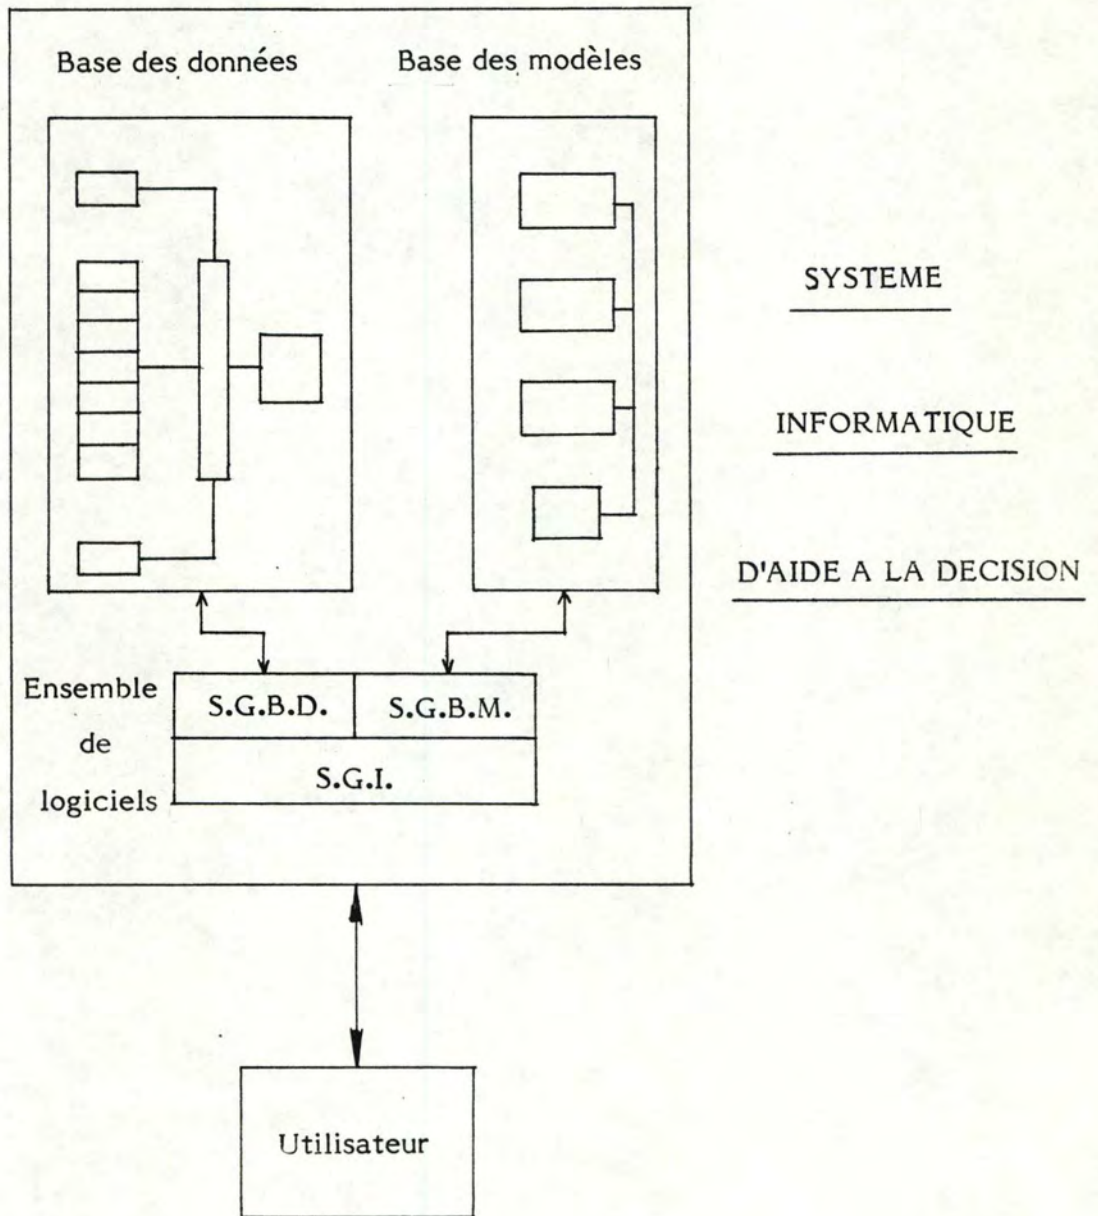 Base des données
Base des modèles
SYSTEME
INFORMATIQUE
D'AIDE A LA DECISION
Ensemble
de
logiciels
S.G.B.D.
S.G.B.M.
S.G.I.
Utilisateur